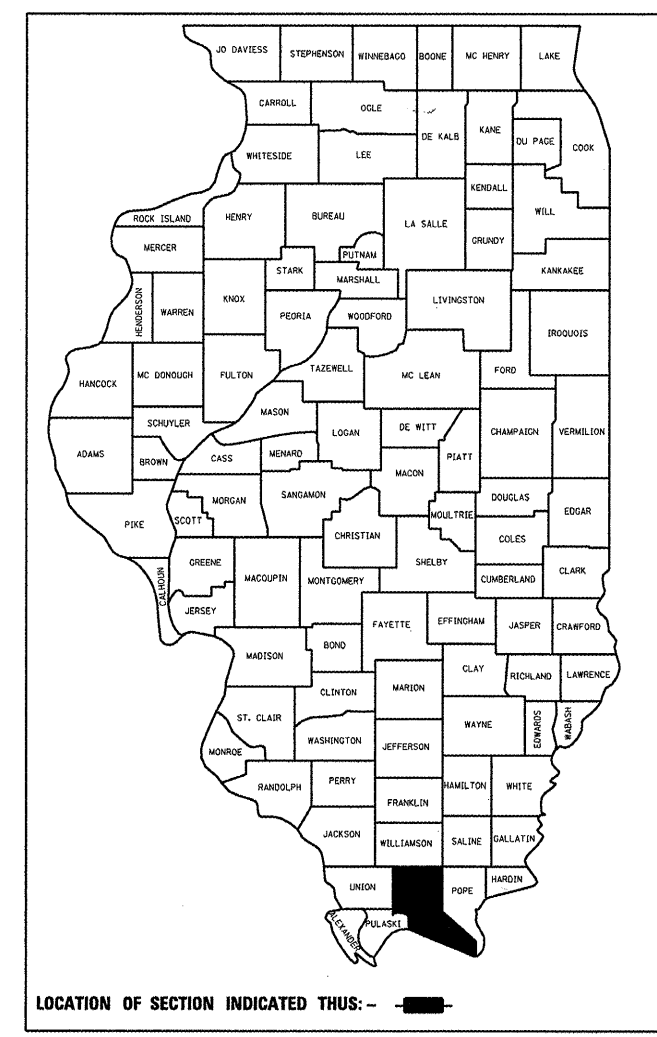 JO DAVIESS STEPHENSON WINNEBAGO BOONE MC HENRY LAKE
CARROLL OGLE DE KALB KANE DU PAGE COOK
WHITESIDE LEE KENDALL WILL
ROCK ISLAND HENRY BUREAU LA SALLE GRUNDY
MERCER PUTNAM KANKAKEE
STARK MARSHALL
HENDERSON WARREN KNOX PEORIA WOODFORD LIVINGSTON IROQUOIS
HANCOCK MC DONOUGH FULTON TAZEWELL MC LEAN FORD
SCHUYLER MASON LOGAN DE WITT CHAMPAIGN VERMILION
ADAMS BROWN CASS MENARD MACON PIATT
PIKE SCOTT MORGAN SANGAMON MOULTRIE DOUGLAS EDGAR
CHRISTIAN COLES
CALHOUN GREENE MACOUPIN MONTGOMERY SHELBY CUMBERLAND CLARK
JERSEY FAYETTE EFFINGHAM JASPER CRAWFORD
MADISON BOND CLAY RICHLAND LAWRENCE
CLINTON MARION
ST. CLAIR WAYNE EDWARDS WABASH
MONROE WASHINGTON JEFFERSON
RANDOLPH PERRY HAMILTON WHITE
FRANKLIN
JACKSON WILLIAMSON SALINE GALLATIN
UNION POPE HARDIN
ALEXANDER PULASKI
LOCATION OF SECTION INDICATED THUS: –